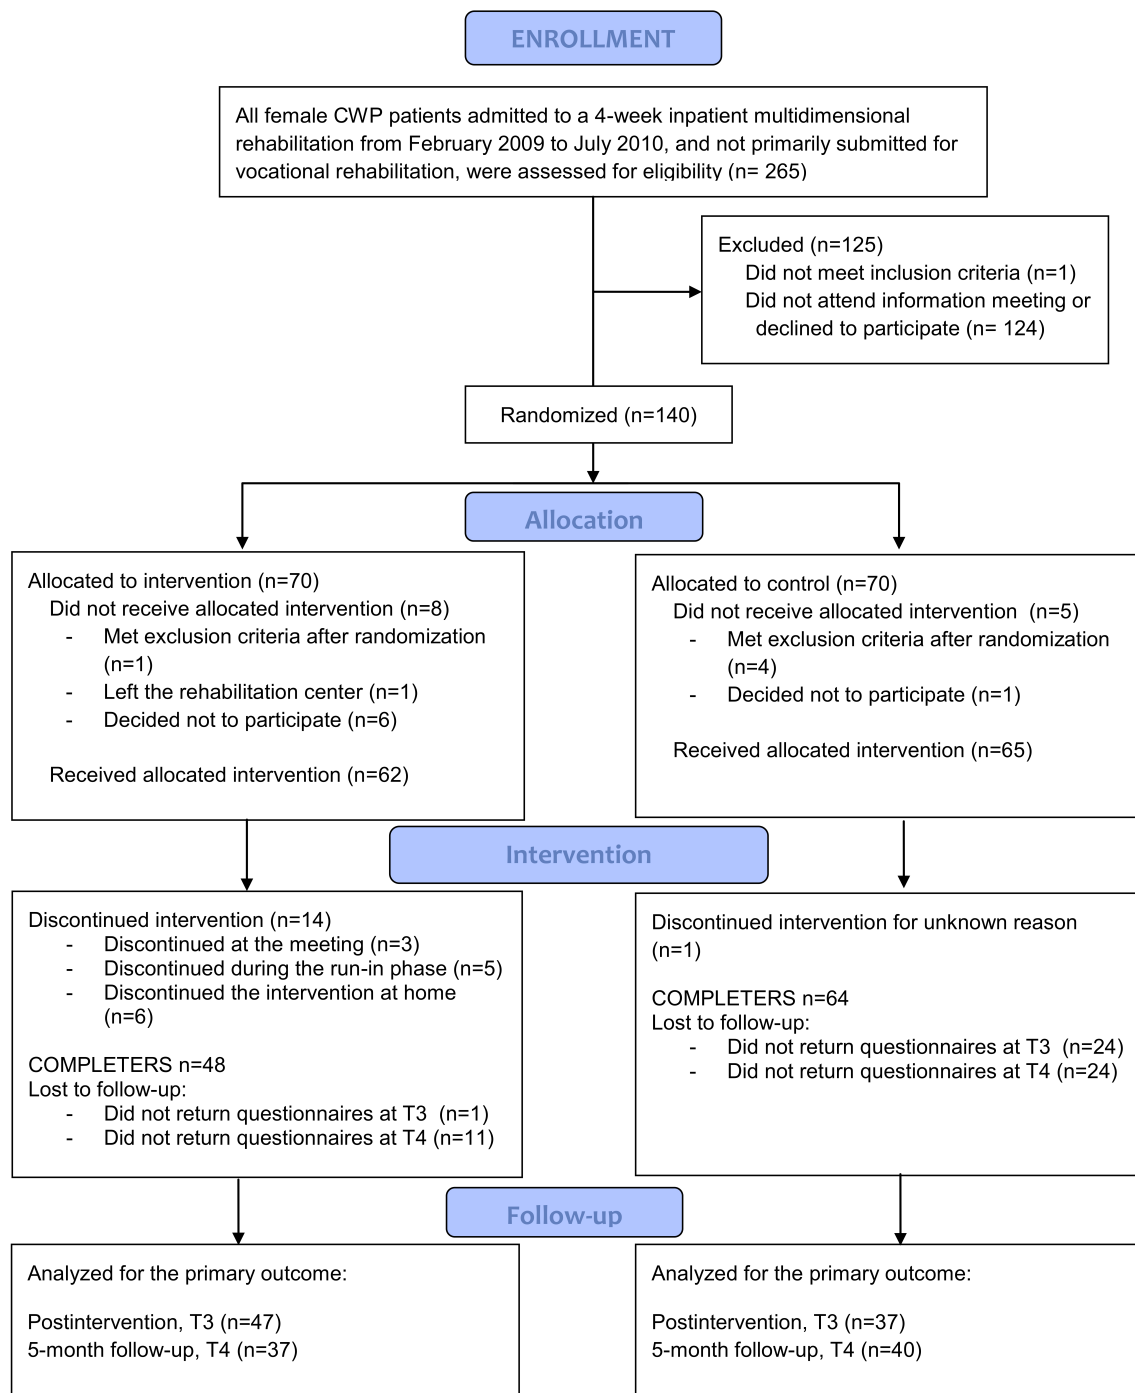 ENROLLMENT
All female CWP patients admitted to a 4-week inpatient multidimensional
rehabilitation from February 2009 to July 2010, and not primarily submitted for
vocational rehabilitation, were assessed for eligibility (n= 265)
Excluded (n=125)
Did not meet inclusion criteria (n=1)
Did not attend information meeting or
declined to participate (n= 124)
Randomized (n=140)
Allocation
Allocated to intervention (n=70)
Did not receive allocated intervention (n=8)
- Met exclusion criteria after randomization
(n=1)
- Left the rehabilitation center (n=1)
- Decided not to participate (n=6)
Received allocated intervention (n=62)
Allocated to control (n=70)
Did not receive allocated intervention (n=5)
- Met exclusion criteria after randomization
(n=4)
- Decided not to participate (n=1)
Received allocated intervention (n=65)
Intervention
Discontinued intervention (n=14)
- Discontinued at the meeting (n=3)
- Discontinued during the run-in phase (n=5)
- Discontinued the intervention at home
(n=6)
COMPLETERS n=48
Lost to follow-up:
- Did not return questionnaires at T3 (n=1)
- Did not return questionnaires at T4 (n=11)
Discontinued intervention for unknown reason
(n=1)
COMPLETERS n=64
Lost to follow-up:
- Did not return questionnaires at T3 (n=24)
- Did not return questionnaires at T4 (n=24)
Follow-up
Analyzed for the primary outcome:
Postintervention, T3 (n=47)
5-month follow-up, T4 (n=37)
Analyzed for the primary outcome:
Postintervention, T3 (n=37)
5-month follow-up, T4 (n=40)